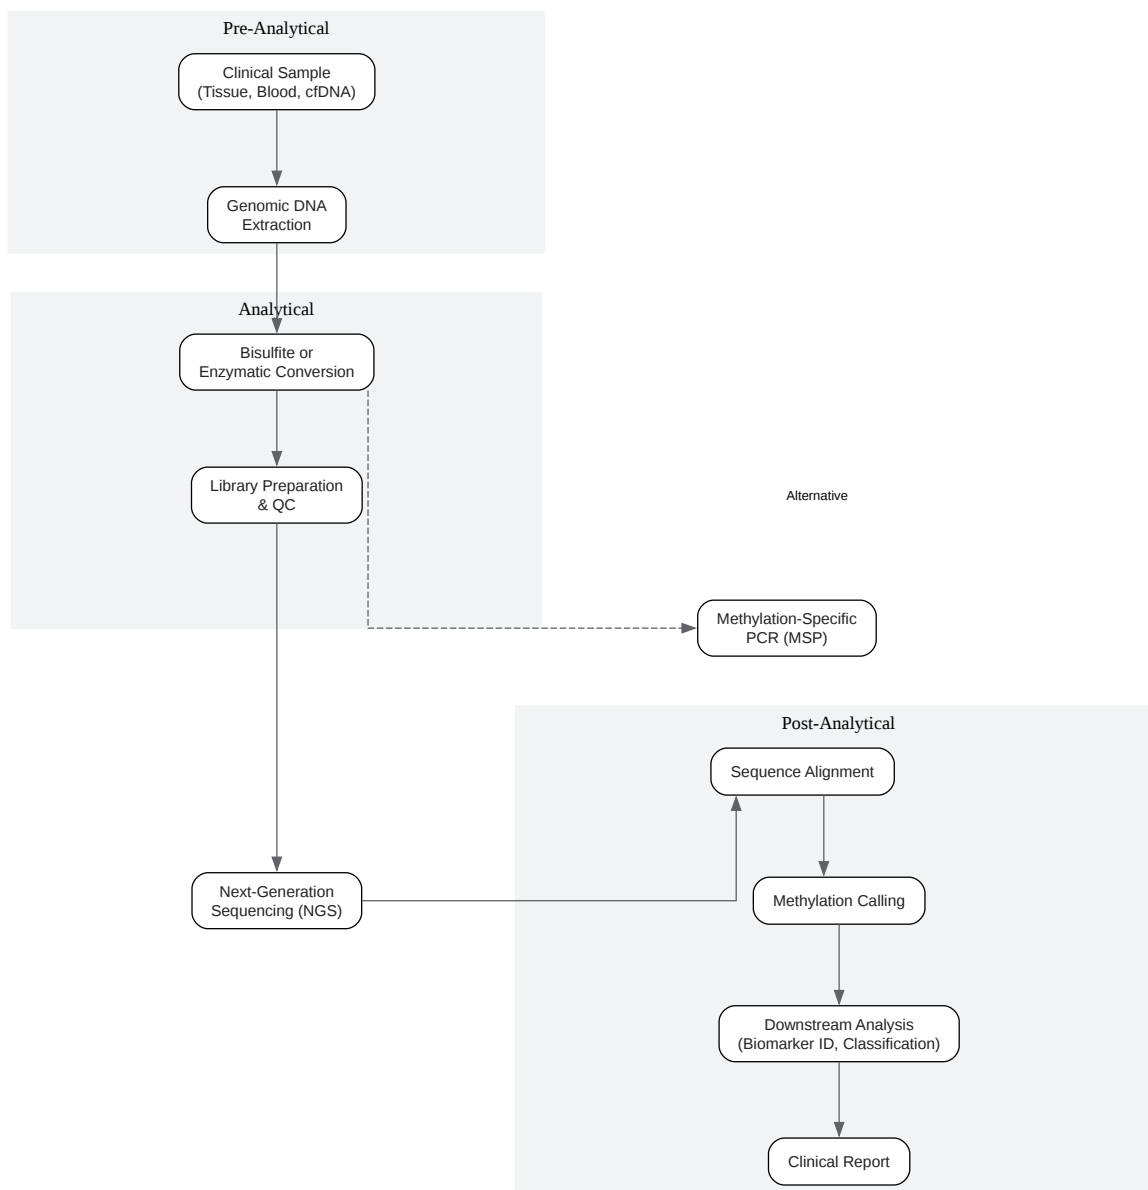 Pre-Analytical
Clinical Sample
(Tissue, Blood, cfDNA)
Genomic DNA
Extraction
Analytical
Bisulfite or
Enzymatic Conversion
Library Preparation
& QC
Alternative
Methylation-Specific
PCR (MSP)
Post-Analytical
Sequence Alignment
Next-Generation
Sequencing (NGS)
Methylation Calling
Downstream Analysis
(Biomarker ID, Classification)
Clinical Report